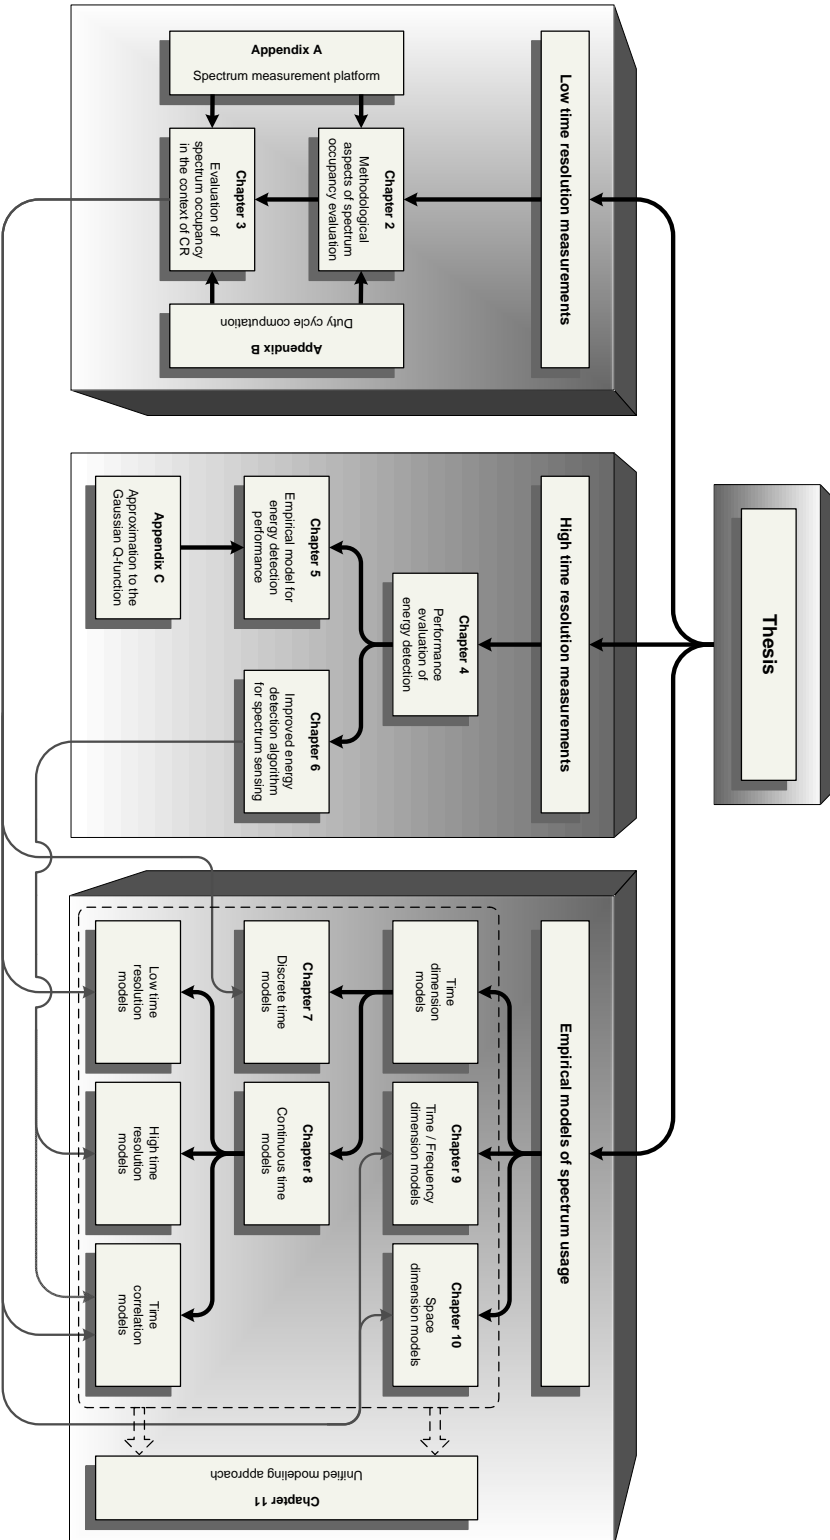 Thesis
Low time resolution measurements
Appendix A
Spectrum measurement platform
Chapter 2
Methodological
aspects of spectrum
occupancy evaluation
Chapter 3
Evaluation of
spectrum occupancy
in the context of CR
Appendix B
Duty cycle computation
High time resolution measurements
Chapter 4
Performance
evaluation of
energy detection
Chapter 5
Empirical model for
energy detection
performance
Chapter 6
Improved energy
detection algorithm
for spectrum sensing
Appendix C
Approximation to the
Gaussian Q-function
Empirical models of spectrum usage
Time
dimension
models
Chapter 9
Time / Frequency
dimension models
Chapter 10
Space
dimension models
Chapter 7
Discrete time
models
Chapter 8
Continuous time
models
Low time
resolution
models
High time
resolution
models
Time
correlation
models
Chapter 11
Unified modeling approach